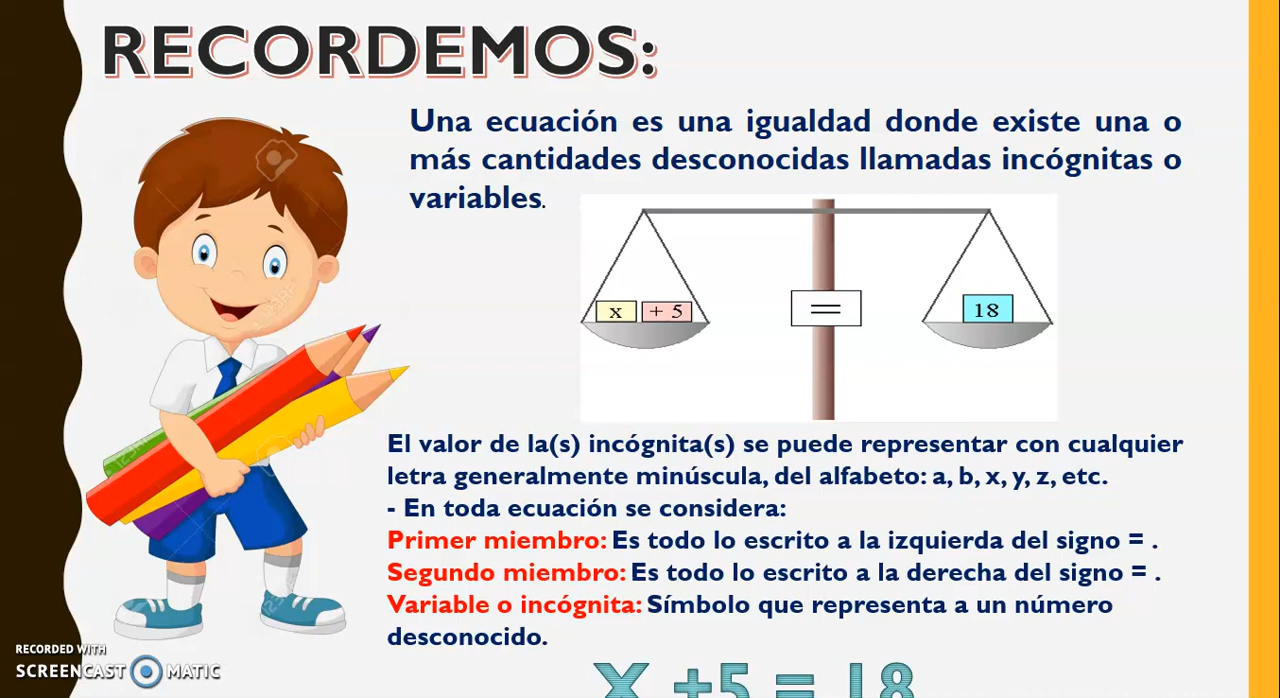 RECORDEMOS:
Una ecuación es una igualdad donde existe una o
más cantidades desconocidas llamadas incógnitas o
variables.
x + 5 = 18
El valor de la(s) incógnita(s) se puede representar con cualquier
letra generalmente minúscula, del alfabeto: a, b, x, y, z, etc.
- En toda ecuación se considera:
Primer miembro: Es todo lo escrito a la izquierda del signo = .
Segundo miembro: Es todo lo escrito a la derecha del signo = .
Variable o incógnita: Símbolo que representa a un número
desconocido.
X +5 = 18
RECORDED WITH
SCREENCAST MATIC